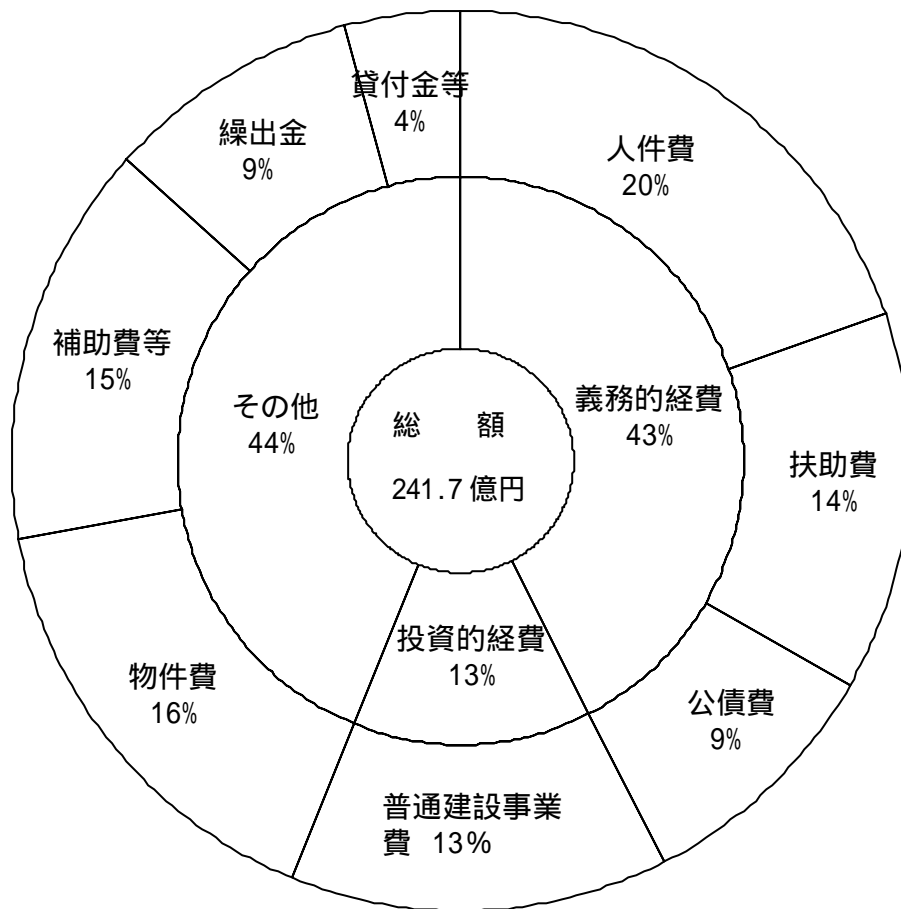 貸付金等
4%
繰出金
9%
人件費
20%
補助費等
15%
その他
44%
総　額
241.7億円
義務的経費
43%
扶助費
14%
投資的経費
13%
物件費
16%
公債費
9%
普通建設事業
費 13%